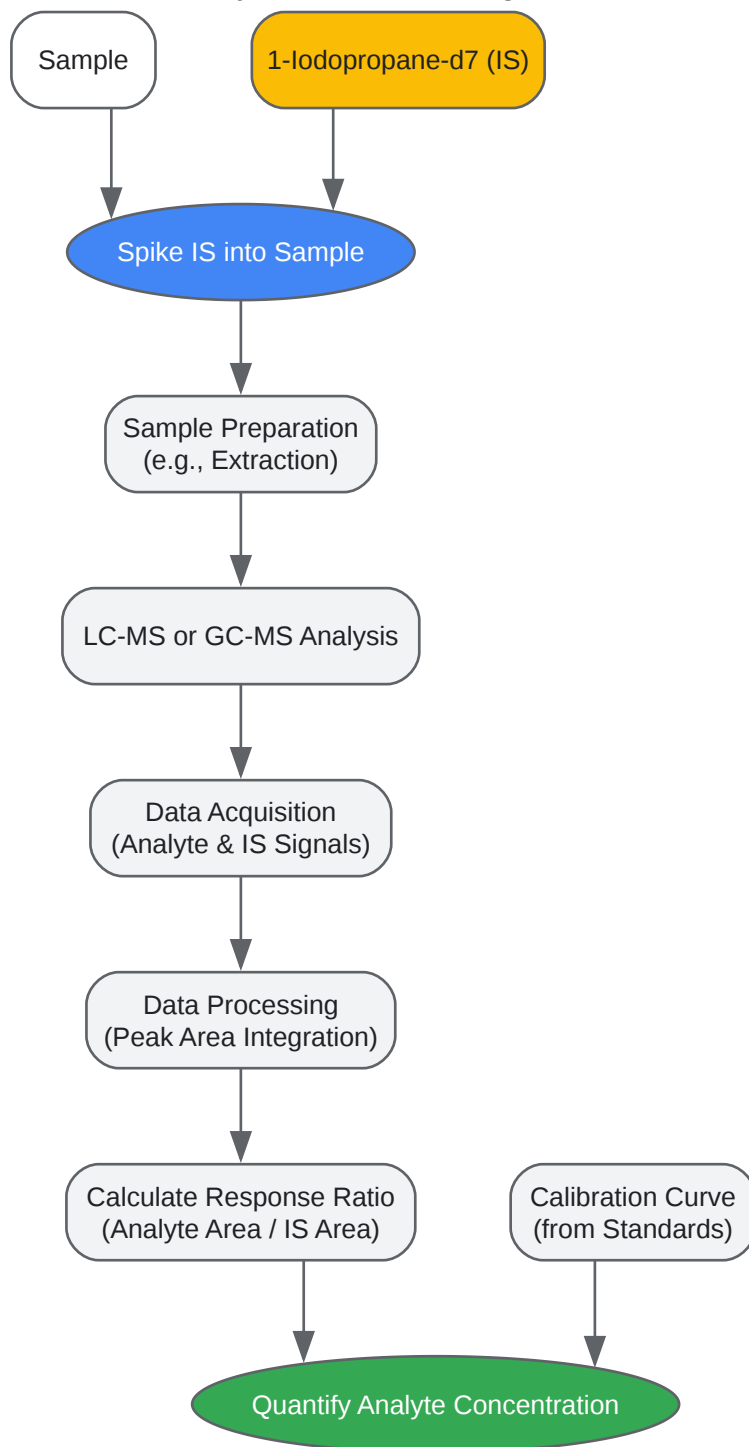 Sample
1-Iodopropane-d7 (IS)
Spike IS into Sample
Sample Preparation
(e.g., Extraction)
LC-MS or GC-MS Analysis
Data Acquisition
(Analyte & IS Signals)
Data Processing
(Peak Area Integration)
Calculate Response Ratio
(Analyte Area / IS Area)
Calibration Curve
(from Standards)
Quantify Analyte Concentration